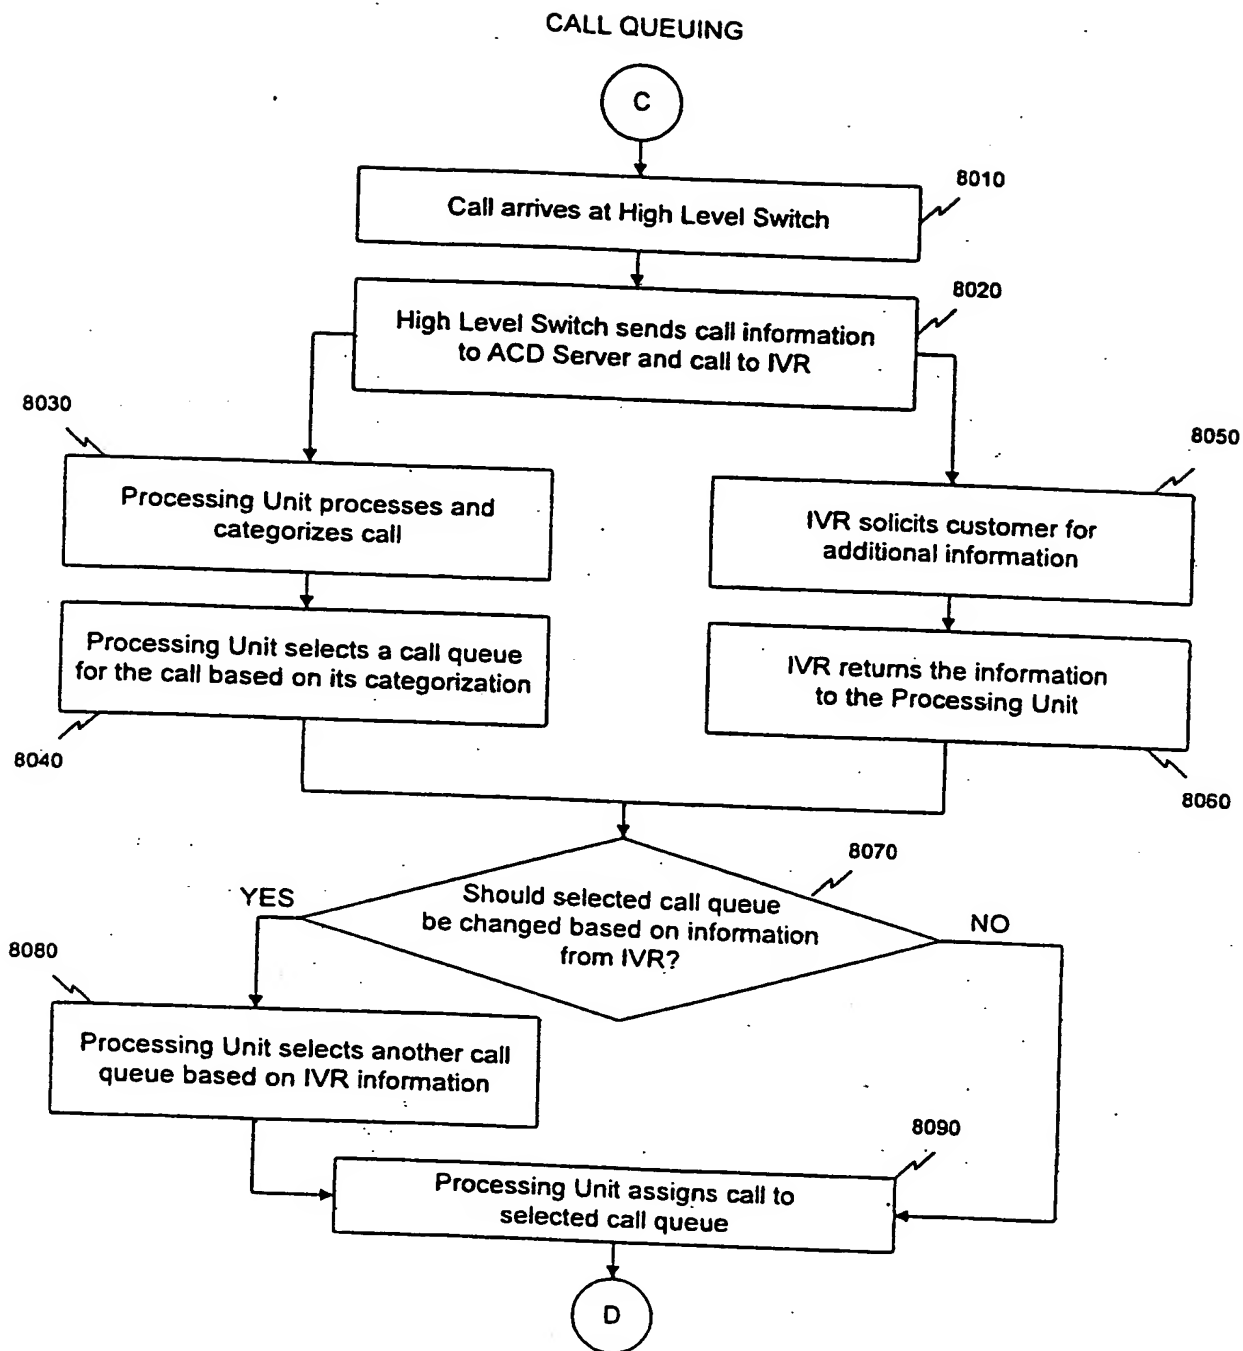 CALL QUEUING
C
8010
Call arrives at High Level Switch
8020
High Level Switch sends call information
to ACD Server and call to IVR
8030
Processing Unit processes and
categorizes call
8050
IVR solicits customer for
additional information
Processing Unit selects a call queue
for the call based on its categorization
8040
IVR returns the information
to the Processing Unit
8060
8070
Should selected call queue
be changed based on information
from IVR?
YES
NO
8080
Processing Unit selects another call
queue based on IVR information
8090
Processing Unit assigns call to
selected call queue
D